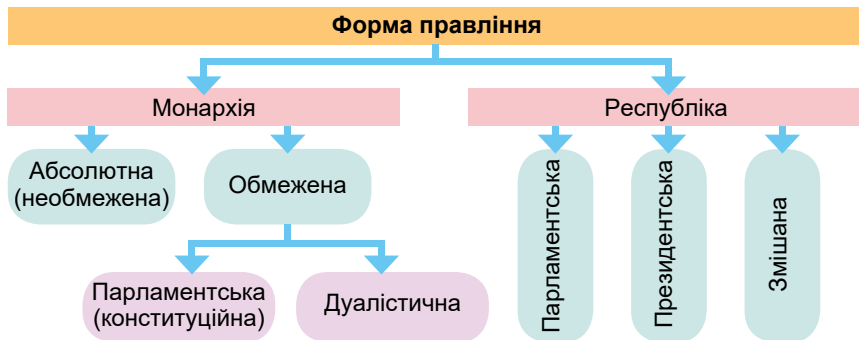 Форма правління
Монархія
Республіка
Абсолютна
(необмежена)
Обмежена
Парламентська
(конституційна)
Дуалістична
Парламентська
Президентська
Змішана